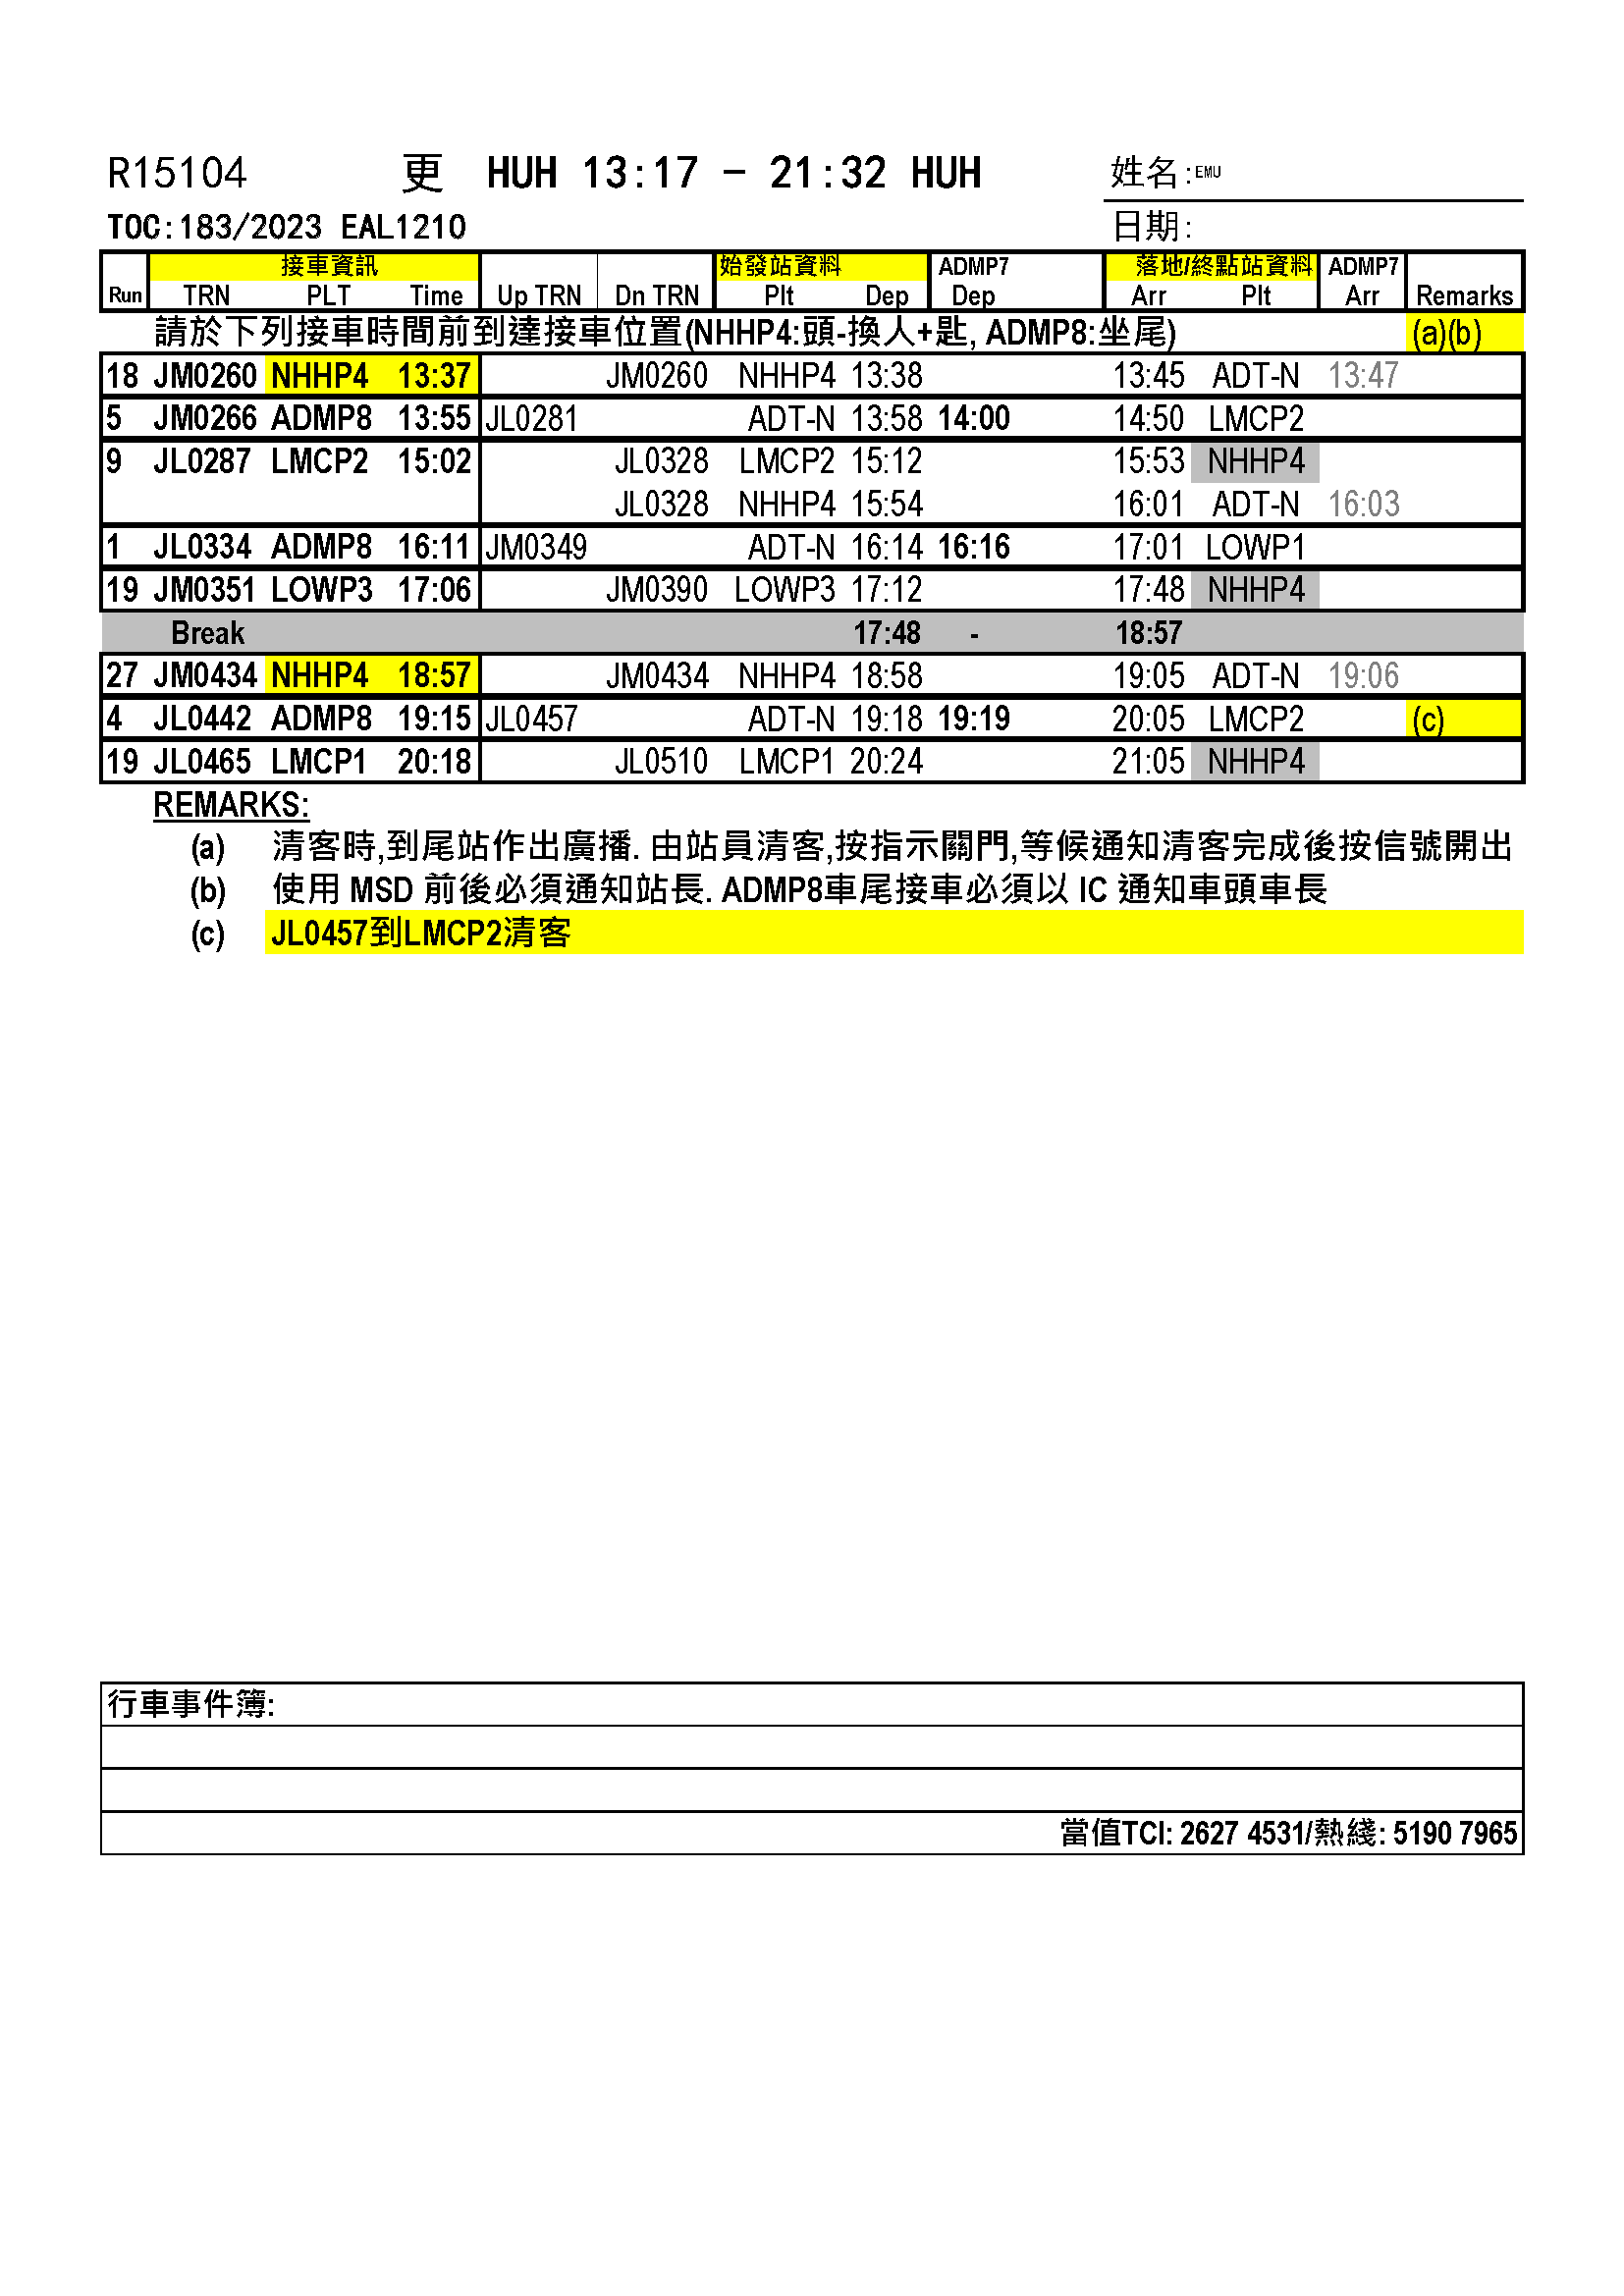 R15104 更 HUH 13:17 - 21:32 HUH 姓名:EMU
TOC:183/2023 EAL1210 日期:
接車資訊 始發站資料 ADMP7 落地/終點站資料 ADMP7
Run TRN PLT Time Up TRN Dn TRN Plt Dep Dep Arr Plt Arr Remarks
請於下列接車時間前到達接車位置(NHHP4:頭-換人+匙, ADMP8:坐尾) (a)(b)
18 JM0260 NHHP4 13:37 JM0260 NHHP4 13:38 13:45 ADT-N 13:47
5 JM0266 ADMP8 13:55 JL0281 ADT-N 13:58 14:00 14:50 LMCP2
9 JL0287 LMCP2 15:02 JL0328 LMCP2 15:12 15:53 NHHP4
JL0328 NHHP4 15:54 16:01 ADT-N 16:03
1 JL0334 ADMP8 16:11 JM0349 ADT-N 16:14 16:16 17:01 LOWP1
19 JM0351 LOWP3 17:06 JM0390 LOWP3 17:12 17:48 NHHP4
Break 17:48 - 18:57
27 JM0434 NHHP4 18:57 JM0434 NHHP4 18:58 19:05 ADT-N 19:06
4 JL0442 ADMP8 19:15 JL0457 ADT-N 19:18 19:19 20:05 LMCP2 (c)
19 JL0465 LMCP1 20:18 JL0510 LMCP1 20:24 21:05 NHHP4
REMARKS:
(a) 清客時,到尾站作出廣播. 由站員清客,按指示關門,等候通知清客完成後按信號開出
(b) 使用 MSD 前後必須通知站長. ADMP8車尾接車必須以 IC 通知車頭車長
(c) JL0457到LMCP2清客
行車事件簿:
當值TCI: 2627 4531/熱綫: 5190 7965